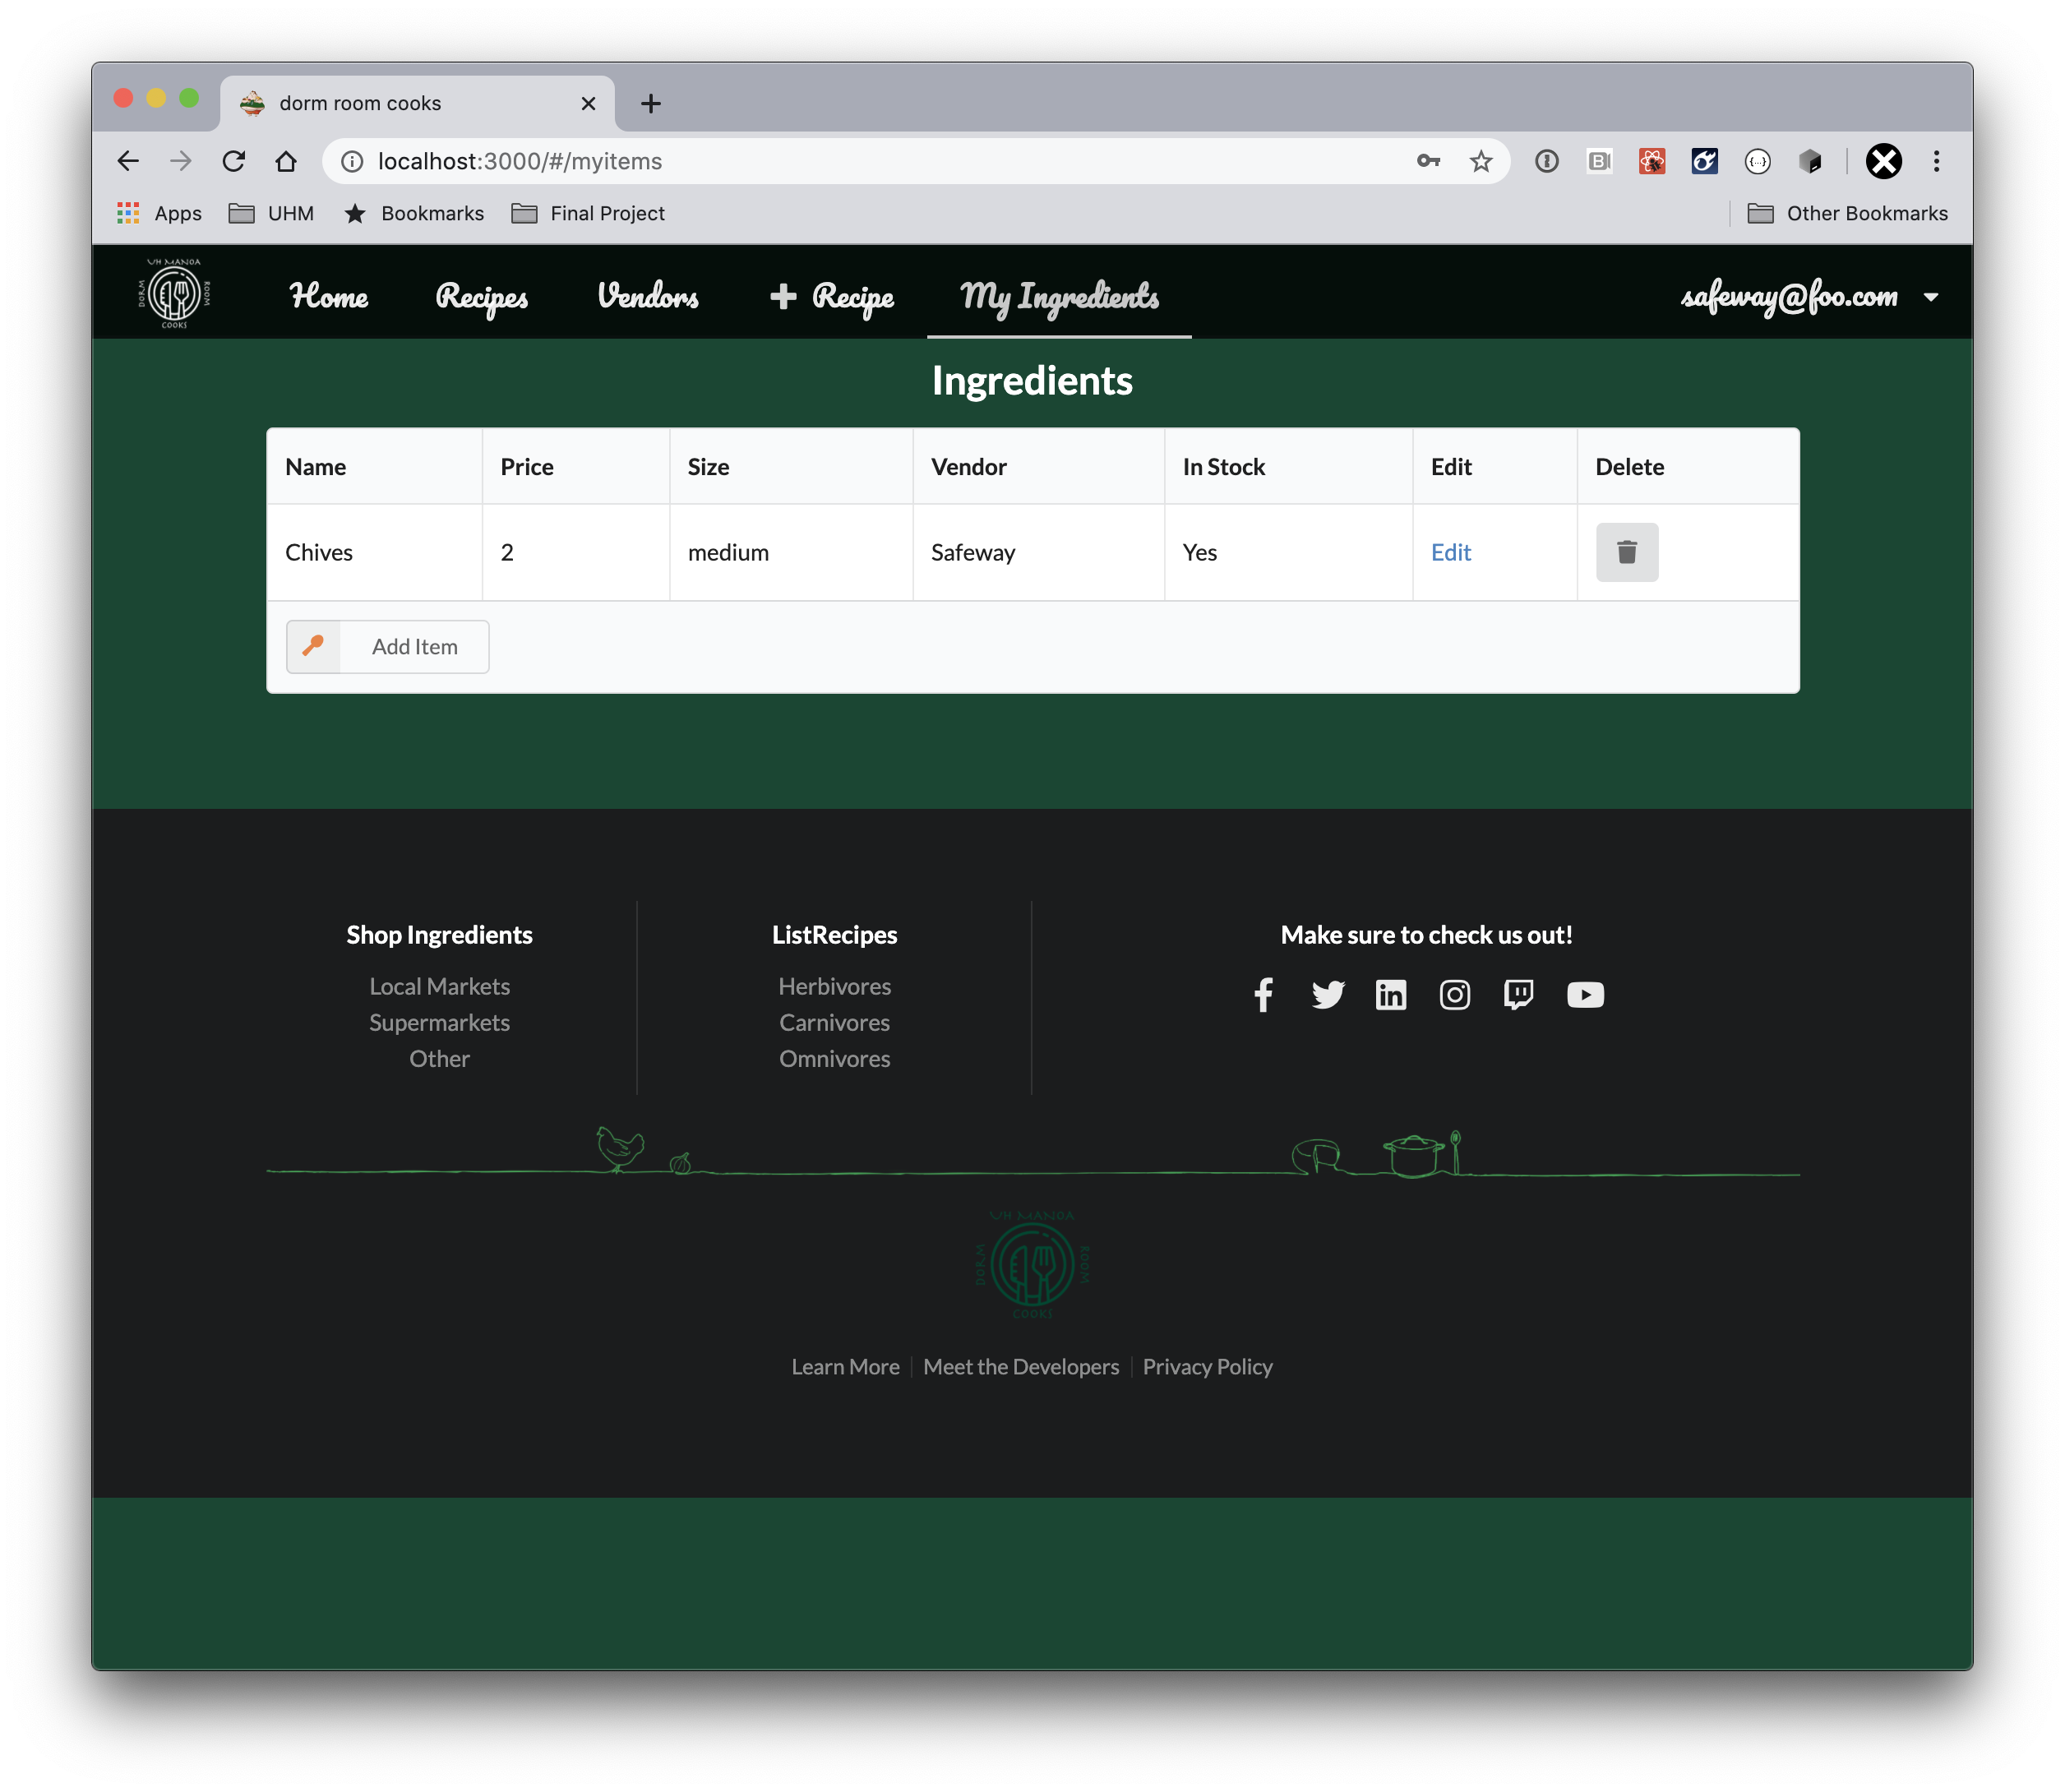 dorm room cooks
localhost:3000/#/myitems
Apps UHM Bookmarks Final Project Other Bookmarks
UH MANOA DORM ROOM COOKS
Home Recipes Vendors Recipe My Ingredients safeway@foo.com
Ingredients
Name Price Size Vendor In Stock Edit Delete
Chives 2 medium Safeway Yes Edit
Add Item
Shop Ingredients ListRecipes Make sure to check us out!
Local Markets Herbivores
Supermarkets Carnivores
Other Omnivores
UH MANOA
DORM ROOM
COOKS
Learn More Meet the Developers Privacy Policy